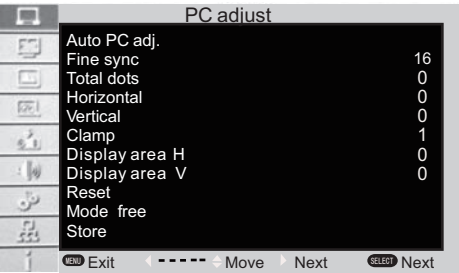 PC adjust
Auto PC adj.
Fine sync 16
Total dots 0
Horizontal 0
Vertical 0
Clamp 1
Display area H 0
Display area V 0
Reset
Mode free
Store
MENU Exit ----- Move Next SELECT Next